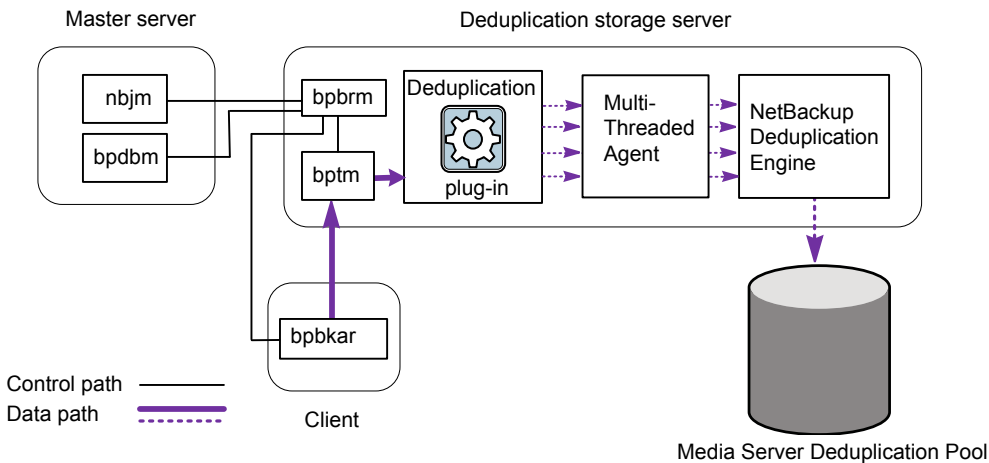 Master server
Deduplication storage server
nbjm
bpdbm
bpbrm
bptm
Deduplication
plug-in
Multi-
Threaded
Agent
NetBackup
Deduplication
Engine
bpbkar
Client
Control path
Data path
Media Server Deduplication Pool